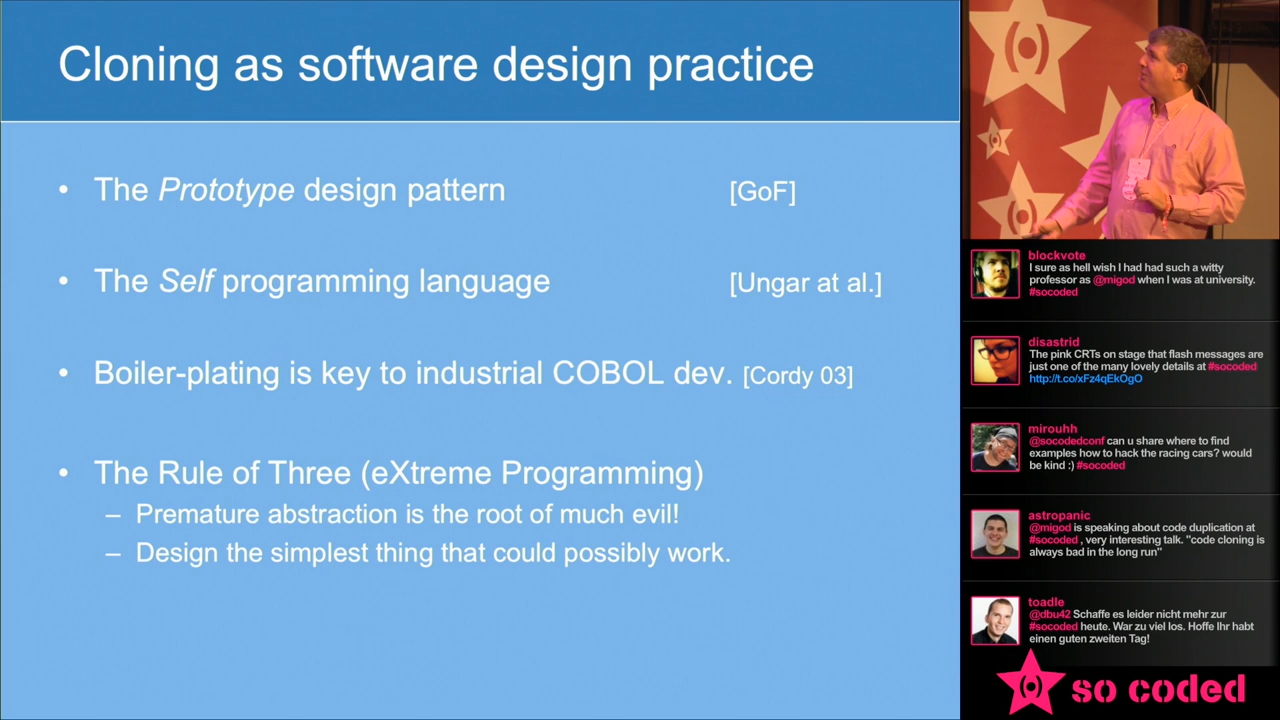 Cloning as software design practice
• The Prototype design pattern [GoF]
• The Self programming language [Ungar at al.]
• Boiler-plating is key to industrial COBOL dev. [Cordy 03]
• The Rule of Three (eXtreme Programming)
– Premature abstraction is the root of much evil!
– Design the simplest thing that could possibly work.
blockvote
I sure as hell wish I had had such a witty
professor as @migod when I was at university.
#socoded
disastrid
The pink CRTs on stage that flash messages are
just one of the many lovely details at #socoded
http://t.co/xFz4qEkOgO
mirouhh
@socodedconf can u share where to find
examples how to hack the racing cars? would
be kind :) #socoded
astropanic
@migod is speaking about code duplication at
#socoded , very interesting talk. "code cloning is
always bad in the long run"
toadle
@dbu42 Schaffe es leider nicht mehr zur
#socoded heute. War zu viel los. Hoffe Ihr habt
einen guten zweiten Tag!
so coded